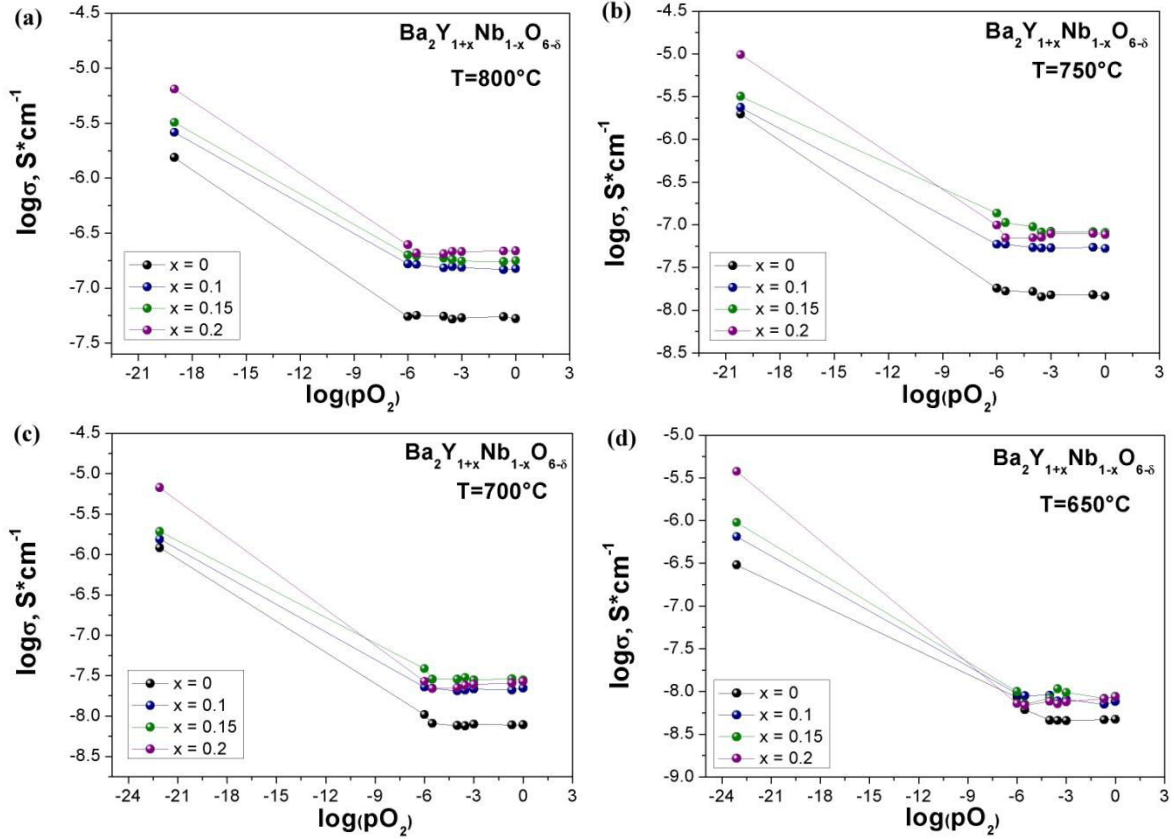 (a)
Ba₂Y₁₊ₓNb₁₋ₓO₆₋δ
T=800°C
logσ, S*cm⁻¹
-4.5
-5.0
-5.5
-6.0
-6.5
-7.0
-7.5
x = 0
x = 0.1
x = 0.15
x = 0.2
-21 -18 -15 -12 -9 -6 -3 0 3
log(pO₂)
(b)
Ba₂Y₁₊ₓNb₁₋ₓO₆₋δ
T=750°C
logσ, S*cm⁻¹
-4.5
-5.0
-5.5
-6.0
-6.5
-7.0
-7.5
-8.0
-8.5
x = 0
x = 0.1
x = 0.15
x = 0.2
-21 -18 -15 -12 -9 -6 -3 0 3
log(pO₂)
(c)
Ba₂Y₁₊ₓNb₁₋ₓO₆₋δ
T=700°C
logσ, S*cm⁻¹
-4.5
-5.0
-5.5
-6.0
-6.5
-7.0
-7.5
-8.0
-8.5
x = 0
x = 0.1
x = 0.15
x = 0.2
-24 -21 -18 -15 -12 -9 -6 -3 0 3
log(pO₂)
(d)
Ba₂Y₁₊ₓNb₁₋ₓO₆₋δ
T=650°C
logσ, S*cm⁻¹
-5.0
-5.5
-6.0
-6.5
-7.0
-7.5
-8.0
-8.5
-9.0
x = 0
x = 0.1
x = 0.15
x = 0.2
-24 -21 -18 -15 -12 -9 -6 -3 0 3
log(pO₂)